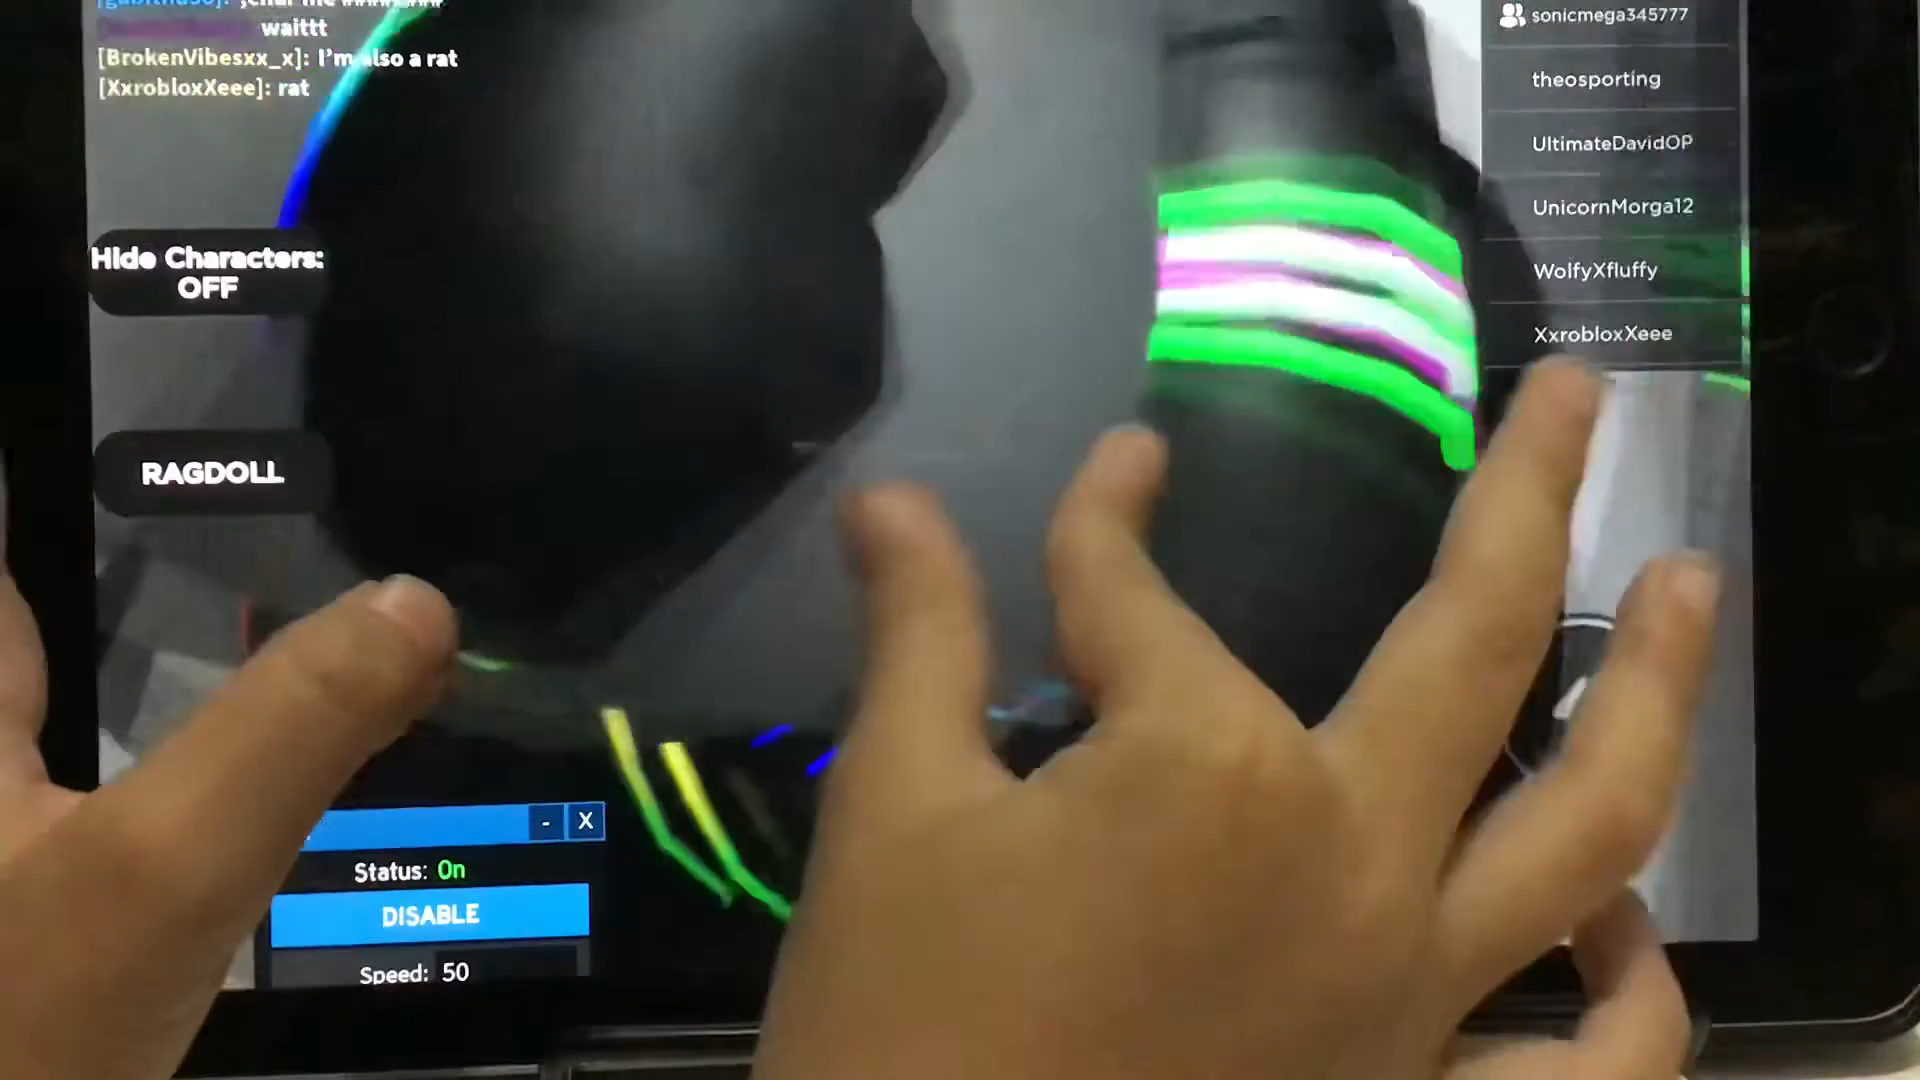 waittt
[BrokenVibesxx_x]: I'm also a rat
[XxrobloxXeee]: rat
Hide Characters:
OFF
RAGDOLL
- X
Status: On
DISABLE
Speed: 50
sonicmega345777
theosporting
UltimateDavidOP
UnicornMorga12
WolfyXfluffy
XxrobloxXeee